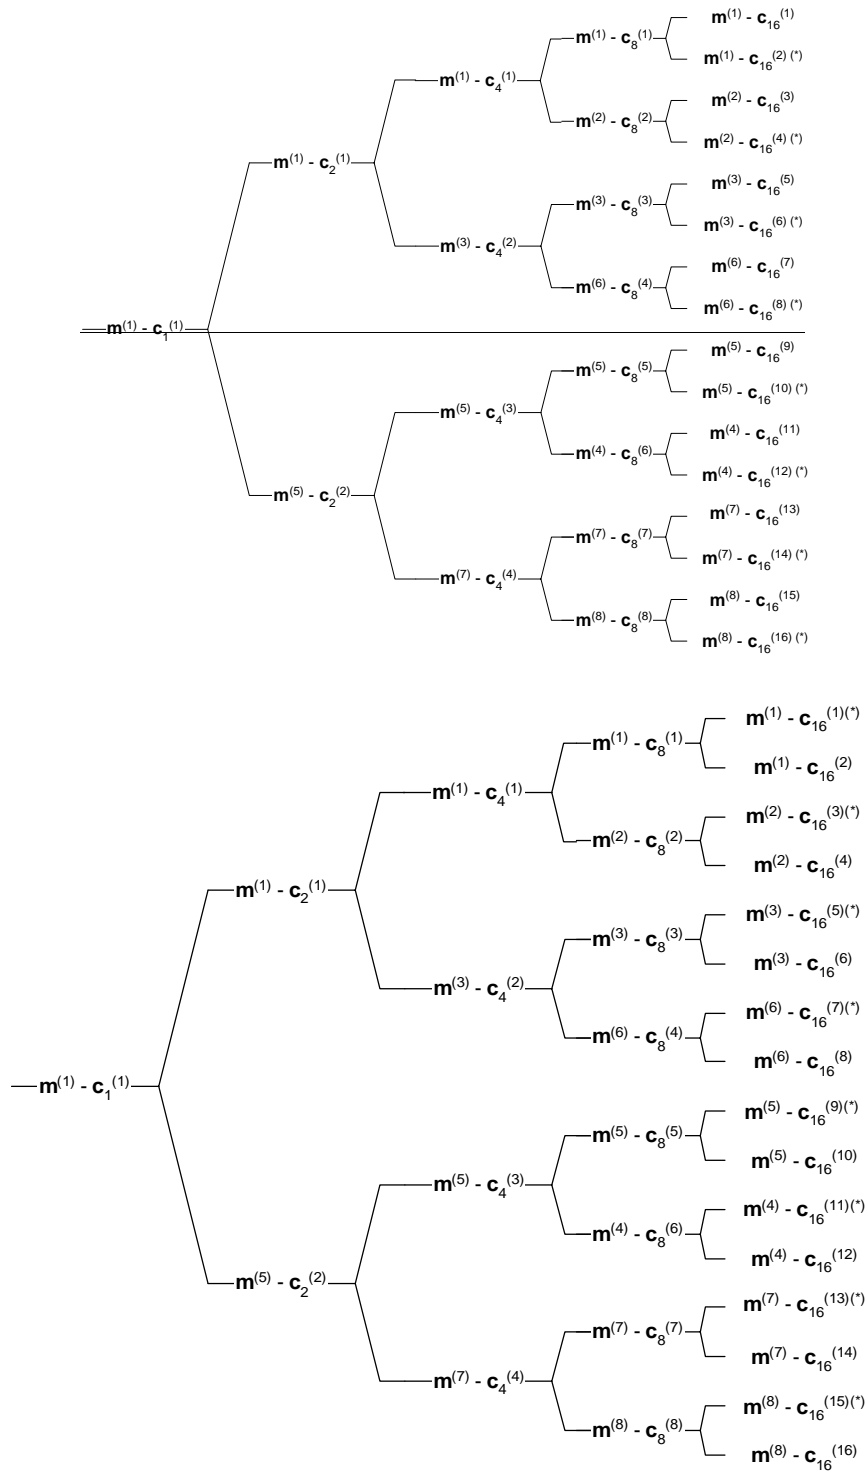 m(1) - c16(1)
m(1) - c8(1)
m(1) - c16(2) (*)
m(1) - c4(1)
m(2) - c16(3)
m(2) - c8(2)
m(2) - c16(4) (*)
m(1) - c2(1)
m(3) - c16(5)
m(3) - c8(3)
m(3) - c16(6) (*)
m(3) - c4(2)
m(6) - c16(7)
m(6) - c8(4)
m(6) - c16(8) (*)
m(1) - c1(1)
m(5) - c16(9)
m(5) - c8(5)
m(5) - c16(10) (*)
m(5) - c4(3)
m(4) - c16(11)
m(4) - c8(6)
m(4) - c16(12) (*)
m(5) - c2(2)
m(7) - c16(13)
m(7) - c8(7)
m(7) - c16(14) (*)
m(7) - c4(4)
m(8) - c16(15)
m(8) - c8(8)
m(8) - c16(16) (*)
m(1) - c16(1)(*)
m(1) - c8(1)
m(1) - c16(2)
m(1) - c4(1)
m(2) - c16(3)(*)
m(2) - c8(2)
m(2) - c16(4)
m(1) - c2(1)
m(3) - c16(5)(*)
m(3) - c8(3)
m(3) - c16(6)
m(3) - c4(2)
m(6) - c16(7)(*)
m(6) - c8(4)
m(6) - c16(8)
m(1) - c1(1)
m(5) - c16(9)(*)
m(5) - c8(5)
m(5) - c16(10)
m(5) - c4(3)
m(4) - c16(11)(*)
m(4) - c8(6)
m(4) - c16(12)
m(5) - c2(2)
m(7) - c16(13)(*)
m(7) - c8(7)
m(7) - c16(14)
m(7) - c4(4)
m(8) - c16(15)(*)
m(8) - c8(8)
m(8) - c16(16)